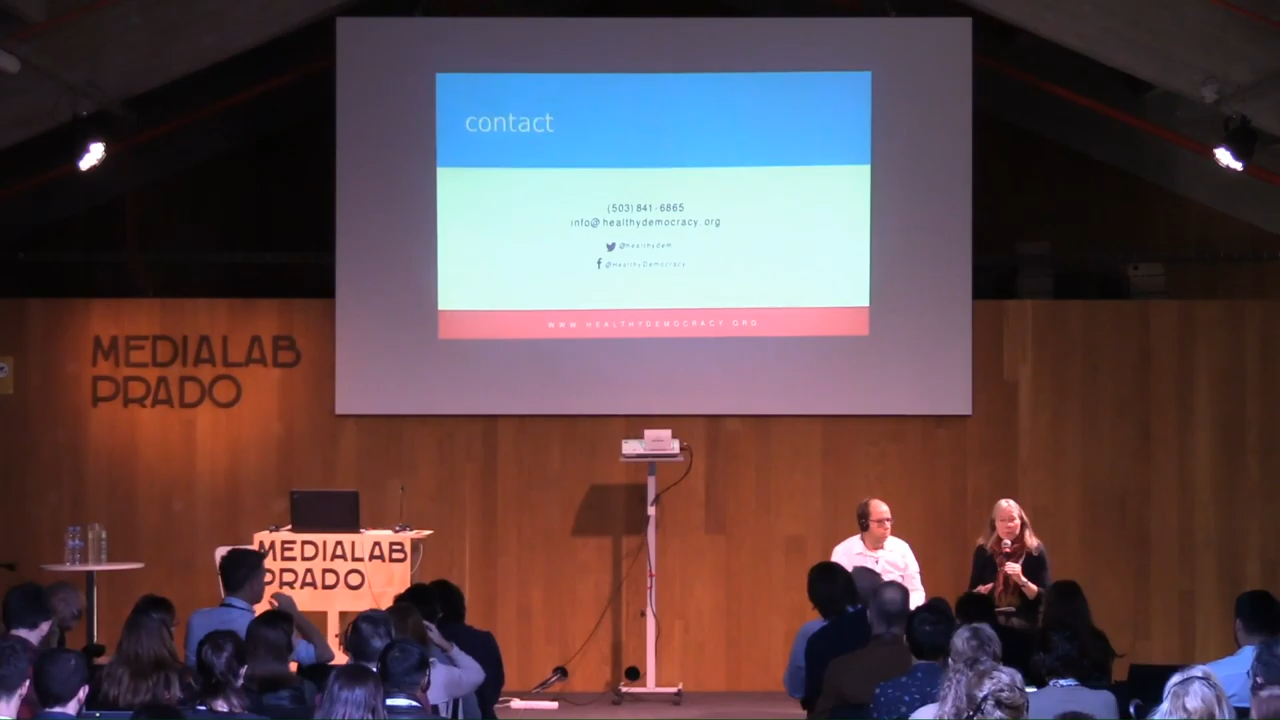 contact
(503) 841-6865
info@healthydemocracy.org
@healthydem
@HealthyDemocracy
WWW.HEALTHYDEMOCRACY.ORG
MEDIALAB
PRADO
MEDIALAB
PRADO